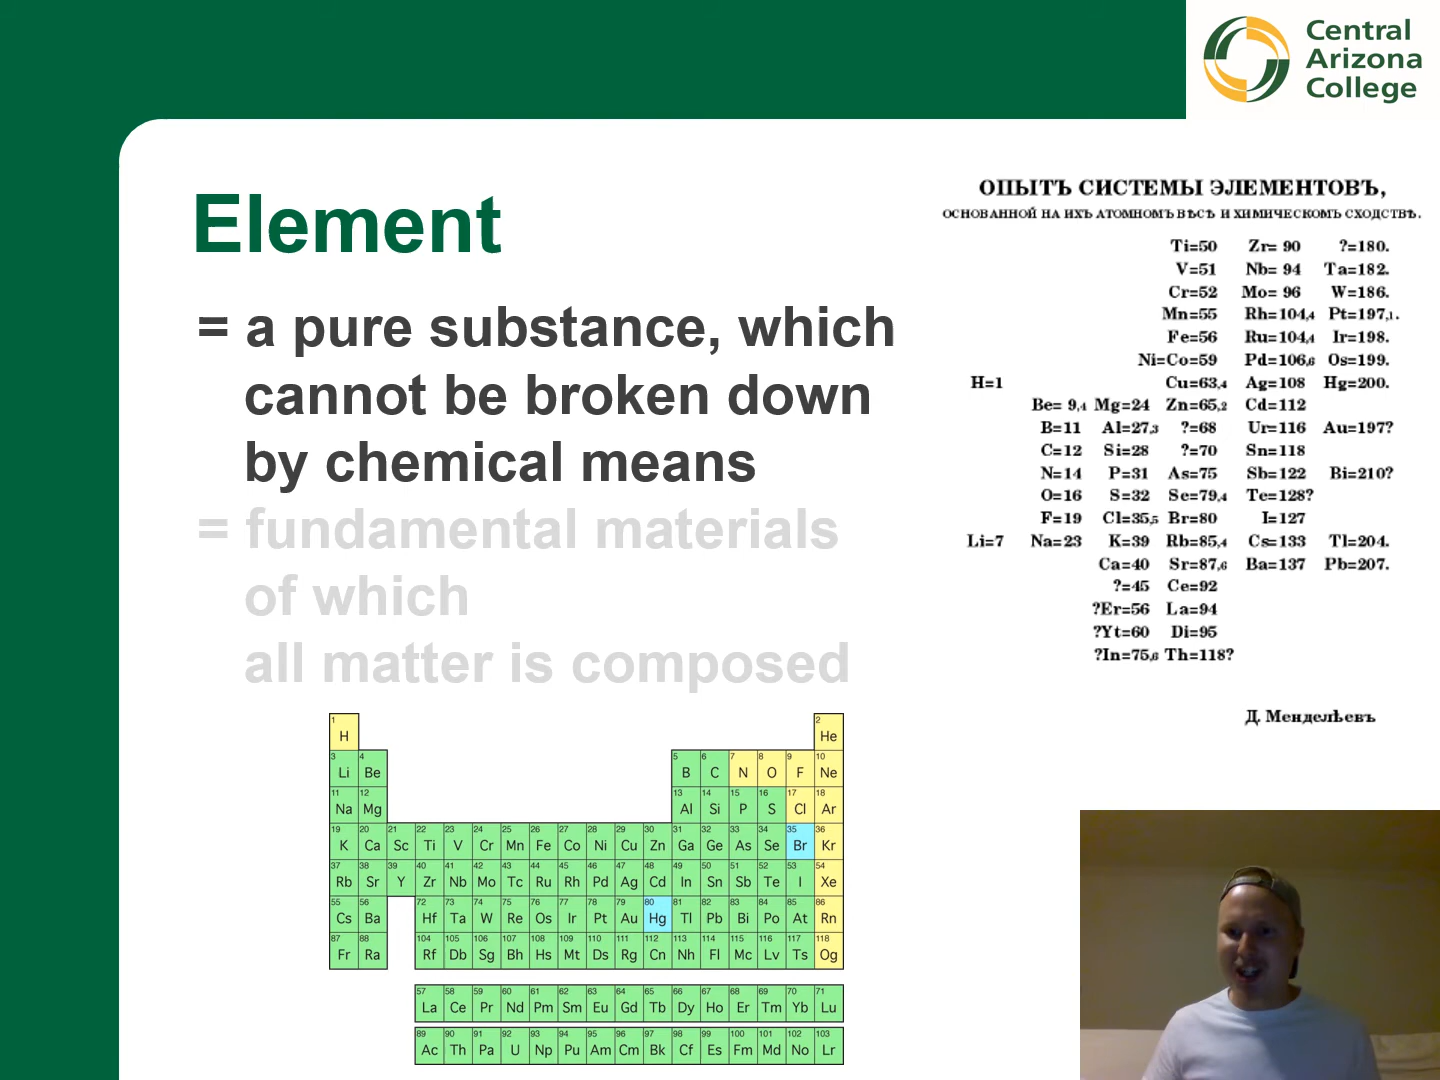 Central
Arizona
College
Element
= a pure substance, which
cannot be broken down
by chemical means
= fundamental materials
of which
all matter is composed
ОПЫТЪ СИСТЕМЫ ЭЛЕМЕНТОВЪ,
ОСНОВАННОЙ НА ИХЪ АТОМНОМЪ ВѢСѢ И ХИМИЧЕСКОМЪ СХОДСТВѢ.
Ti=50 Zr= 90 ?=180.
V=51 Nb= 94 Ta=182.
Cr=52 Mo= 96 W=186.
Mn=55 Rh=104,4 Pt=197,1.
Fe=56 Ru=104,4 Ir=198.
Ni=Co=59 Pd=106,6 Os=199.
H=1 Cu=63,4 Ag=108 Hg=200.
Be= 9,4 Mg=24 Zn=65,2 Cd=112
B=11 Al=27,3 ?=68 Ur=116 Au=197?
C=12 Si=28 ?=70 Sn=118
N=14 P=31 As=75 Sb=122 Bi=210?
O=16 S=32 Se=79,4 Te=128?
F=19 Cl=35,5 Br=80 I=127
Li=7 Na=23 K=39 Rb=85,4 Cs=133 Tl=204.
Ca=40 Sr=87,6 Ba=137 Pb=207.
?=45 Ce=92
?Er=56 La=94
?Yt=60 Di=95
?In=75,6 Th=118?
Д. Менделѣевъ
1 2
H He
3 4 5 6 7 8 9 10
Li Be B C N O F Ne
11 12 13 14 15 16 17 18
Na Mg Al Si P S Cl Ar
19 20 21 22 23 24 25 26 27 28 29 30 31 32 33 34 35 36
K Ca Sc Ti V Cr Mn Fe Co Ni Cu Zn Ga Ge As Se Br Kr
37 38 39 40 41 42 43 44 45 46 47 48 49 50 51 52 53 54
Rb Sr Y Zr Nb Mo Tc Ru Rh Pd Ag Cd In Sn Sb Te I Xe
55 56 72 73 74 75 76 77 78 79 80 81 82 83 84 85 86
Cs Ba Hf Ta W Re Os Ir Pt Au Hg Tl Pb Bi Po At Rn
87 88 104 105 106 107 108 109 110 111 112 113 114 115 116 117 118
Fr Ra Rf Db Sg Bh Hs Mt Ds Rg Cn Nh Fl Mc Lv Ts Og
57 58 59 60 61 62 63 64 65 66 67 68 69 70 71
La Ce Pr Nd Pm Sm Eu Gd Tb Dy Ho Er Tm Yb Lu
89 90 91 92 93 94 95 96 97 98 99 100 101 102 103
Ac Th Pa U Np Pu Am Cm Bk Cf Es Fm Md No Lr